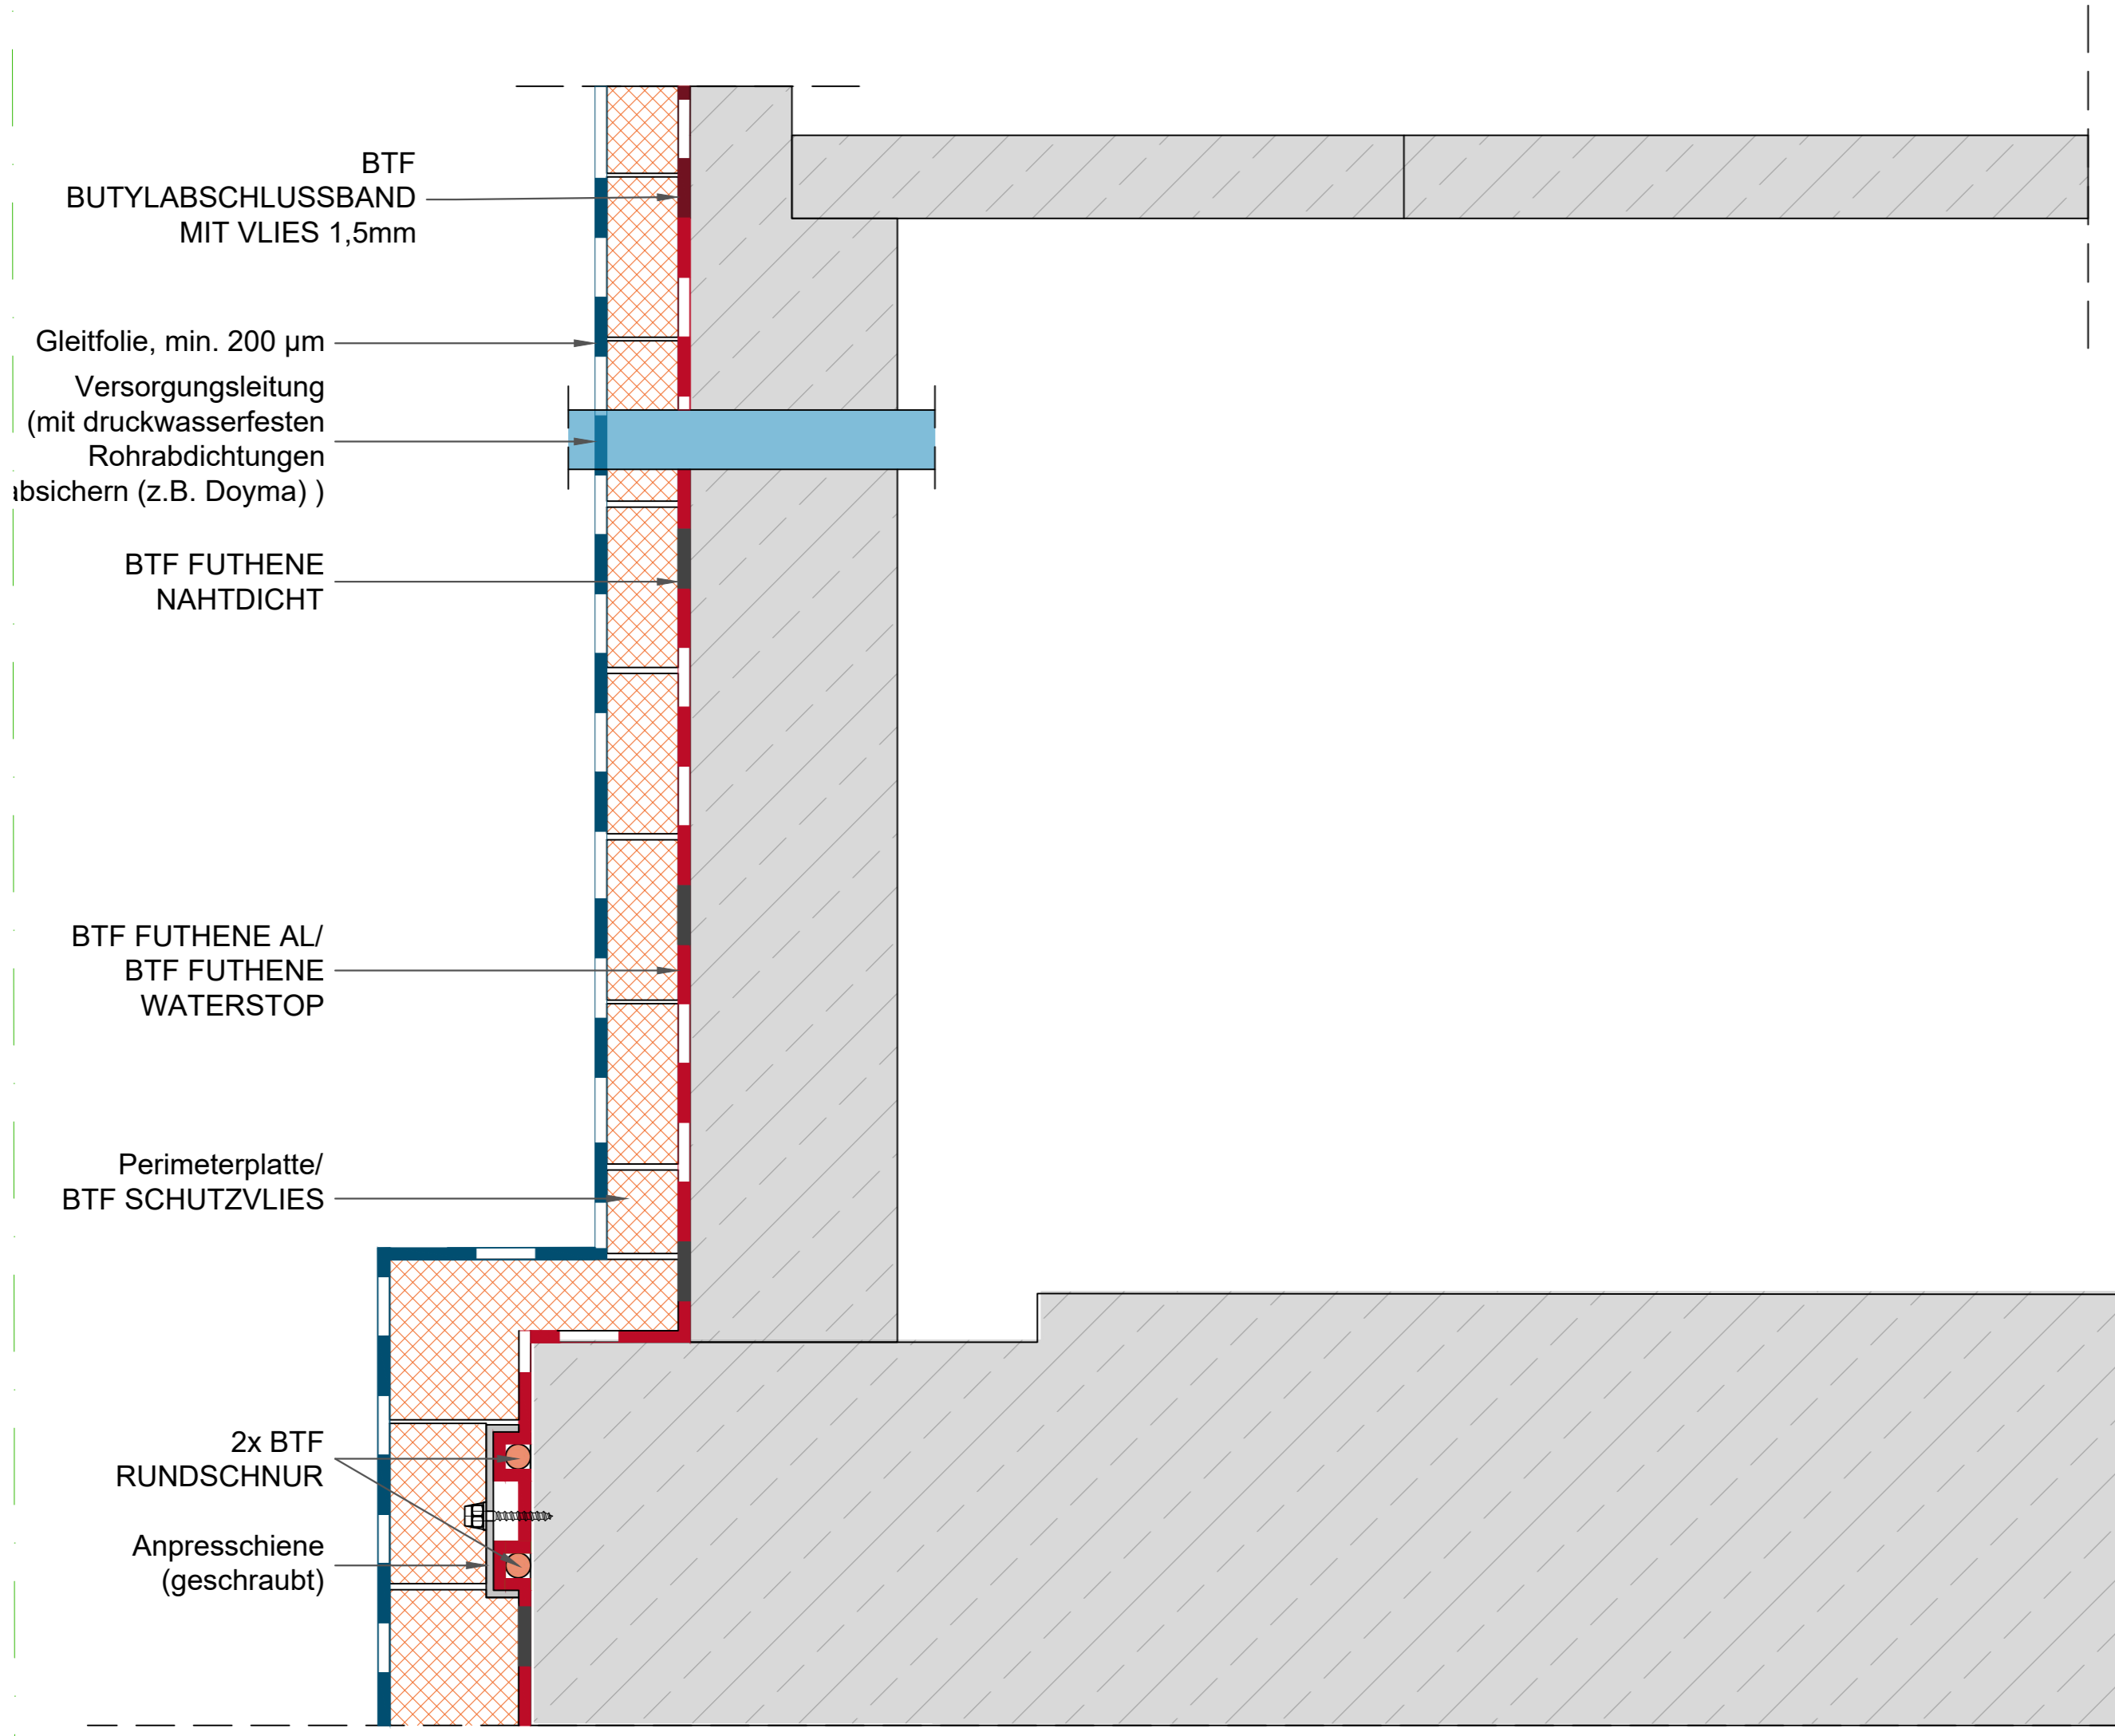 BTF
BUTYLABSCHLUSSBAND
MIT VLIES 1,5mm
Gleitfolie, min. 200 µm
Versorgungsleitung
(mit druckwasserfesten
Rohrabdichtungen
absichern (z.B. Doyma) )
BTF FUTHENE
NAHTDICHT
BTF FUTHENE AL/
BTF FUTHENE
WATERSTOP
Perimeterplatte/
BTF SCHUTZVLIES
2x BTF
RUNDSCHNUR
Anpresschiene
(geschraubt)